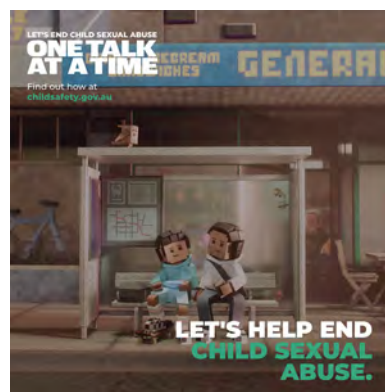 LET'S END CHILD SEXUAL ABUSE
ONE TALK
AT A TIME
Find out how at
childsafety.gov.au
GENERA
LET'S HELP END
CHILD SEXUAL
ABUSE.